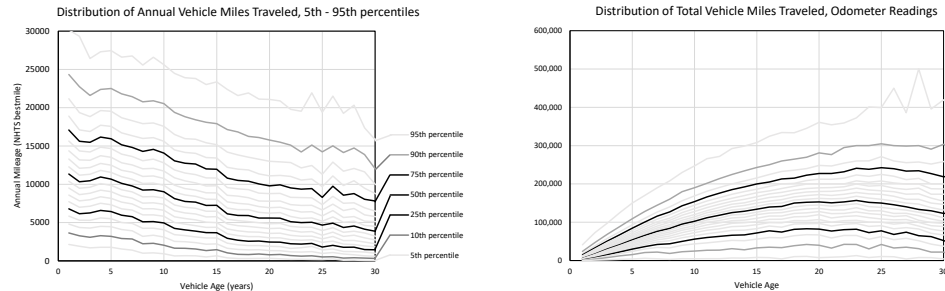 Distribution of Annual Vehicle Miles Traveled, 5th - 95th percentiles
30000
25000
20000
15000
10000
5000
0
Annual Mileage (NHTS bestmile)
0 5 10 15 20 25 30
Vehicle Age (years)
95th percentile
90th percentile
75th percentile
50th percentile
25th percentile
10th percentile
5th percentile
Distribution of Total Vehicle Miles Traveled, Odometer Readings
600,000
500,000
400,000
300,000
200,000
100,000
0
0 5 10 15 20 25 30
Vehicle Age